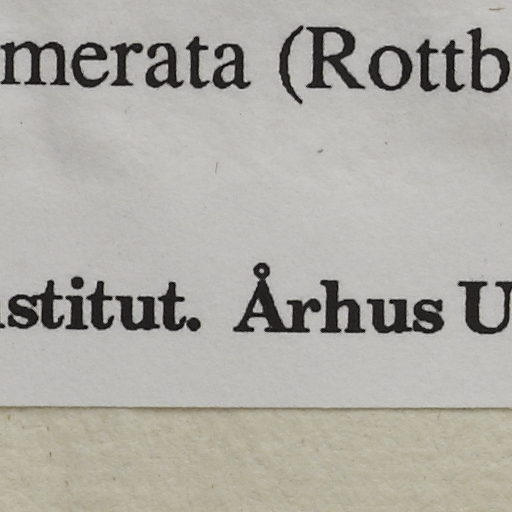 merata (Rottb
stitut. Århus U